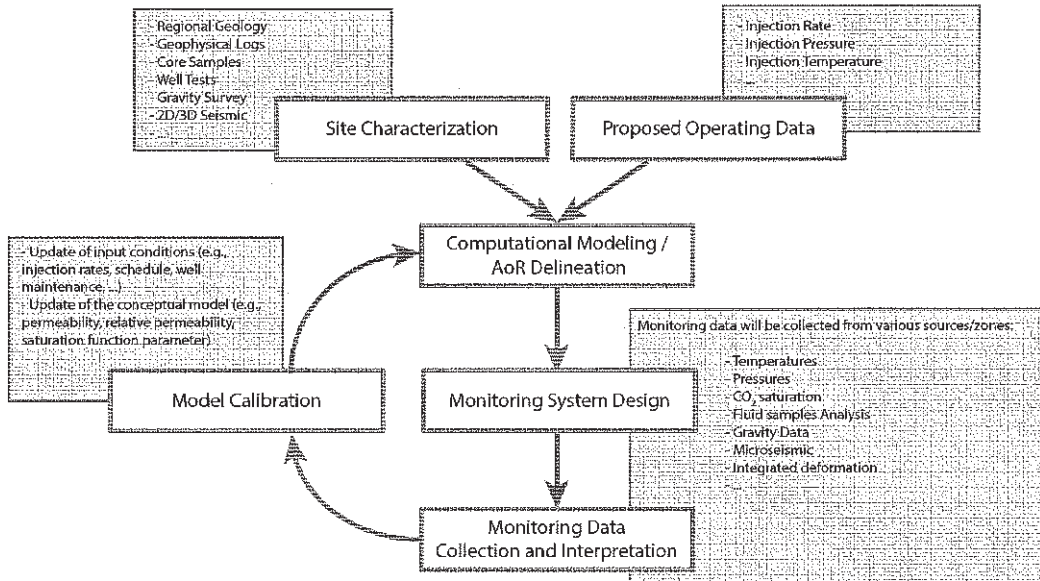 - Regional Geology
- Geophysical Logs
- Core Samples
- Well Tests
- Gravity Survey
- 2D/3D Seismic
...
- Injection Rate
- Injection Pressure
- Injection Temperature
...
Site Characterization
Proposed Operating Data
Computational Modeling /
AoR Delineation
- Update of input conditions (e.g.,
injection rates, schedule, well
maintenance, ...)
- Update of the conceptual model (e.g.,
permeability, relative permeability,
saturation function parameter)
Model Calibration
Monitoring System Design
Monitoring data will be collected from various sources/zones:
- Temperatures
- Pressures
- CO₂ saturation
- Fluid samples Analysis
- Gravity Data
- Microseismic
- Integrated deformation
- ...
Monitoring Data
Collection and Interpretation